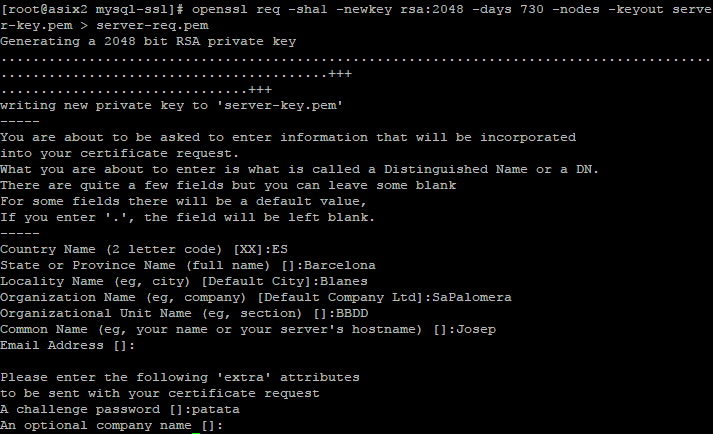 [root@asix2 mysql-ssl]# openssl req -sha1 -newkey rsa:2048 -days 730 -nodes -keyout serve
r-key.pem > server-req.pem
Generating a 2048 bit RSA private key
.........................................................................................
.........................................+++
...............................+++
writing new private key to 'server-key.pem'
-----
You are about to be asked to enter information that will be incorporated
into your certificate request.
What you are about to enter is what is called a Distinguished Name or a DN.
There are quite a few fields but you can leave some blank
For some fields there will be a default value,
If you enter '.', the field will be left blank.
-----
Country Name (2 letter code) [XX]:ES
State or Province Name (full name) []:Barcelona
Locality Name (eg, city) [Default City]:Blanes
Organization Name (eg, company) [Default Company Ltd]:SaPalomera
Organizational Unit Name (eg, section) []:BBDD
Common Name (eg, your name or your server's hostname) []:Josep
Email Address []:

Please enter the following 'extra' attributes
to be sent with your certificate request
A challenge password []:patata
An optional company name []: